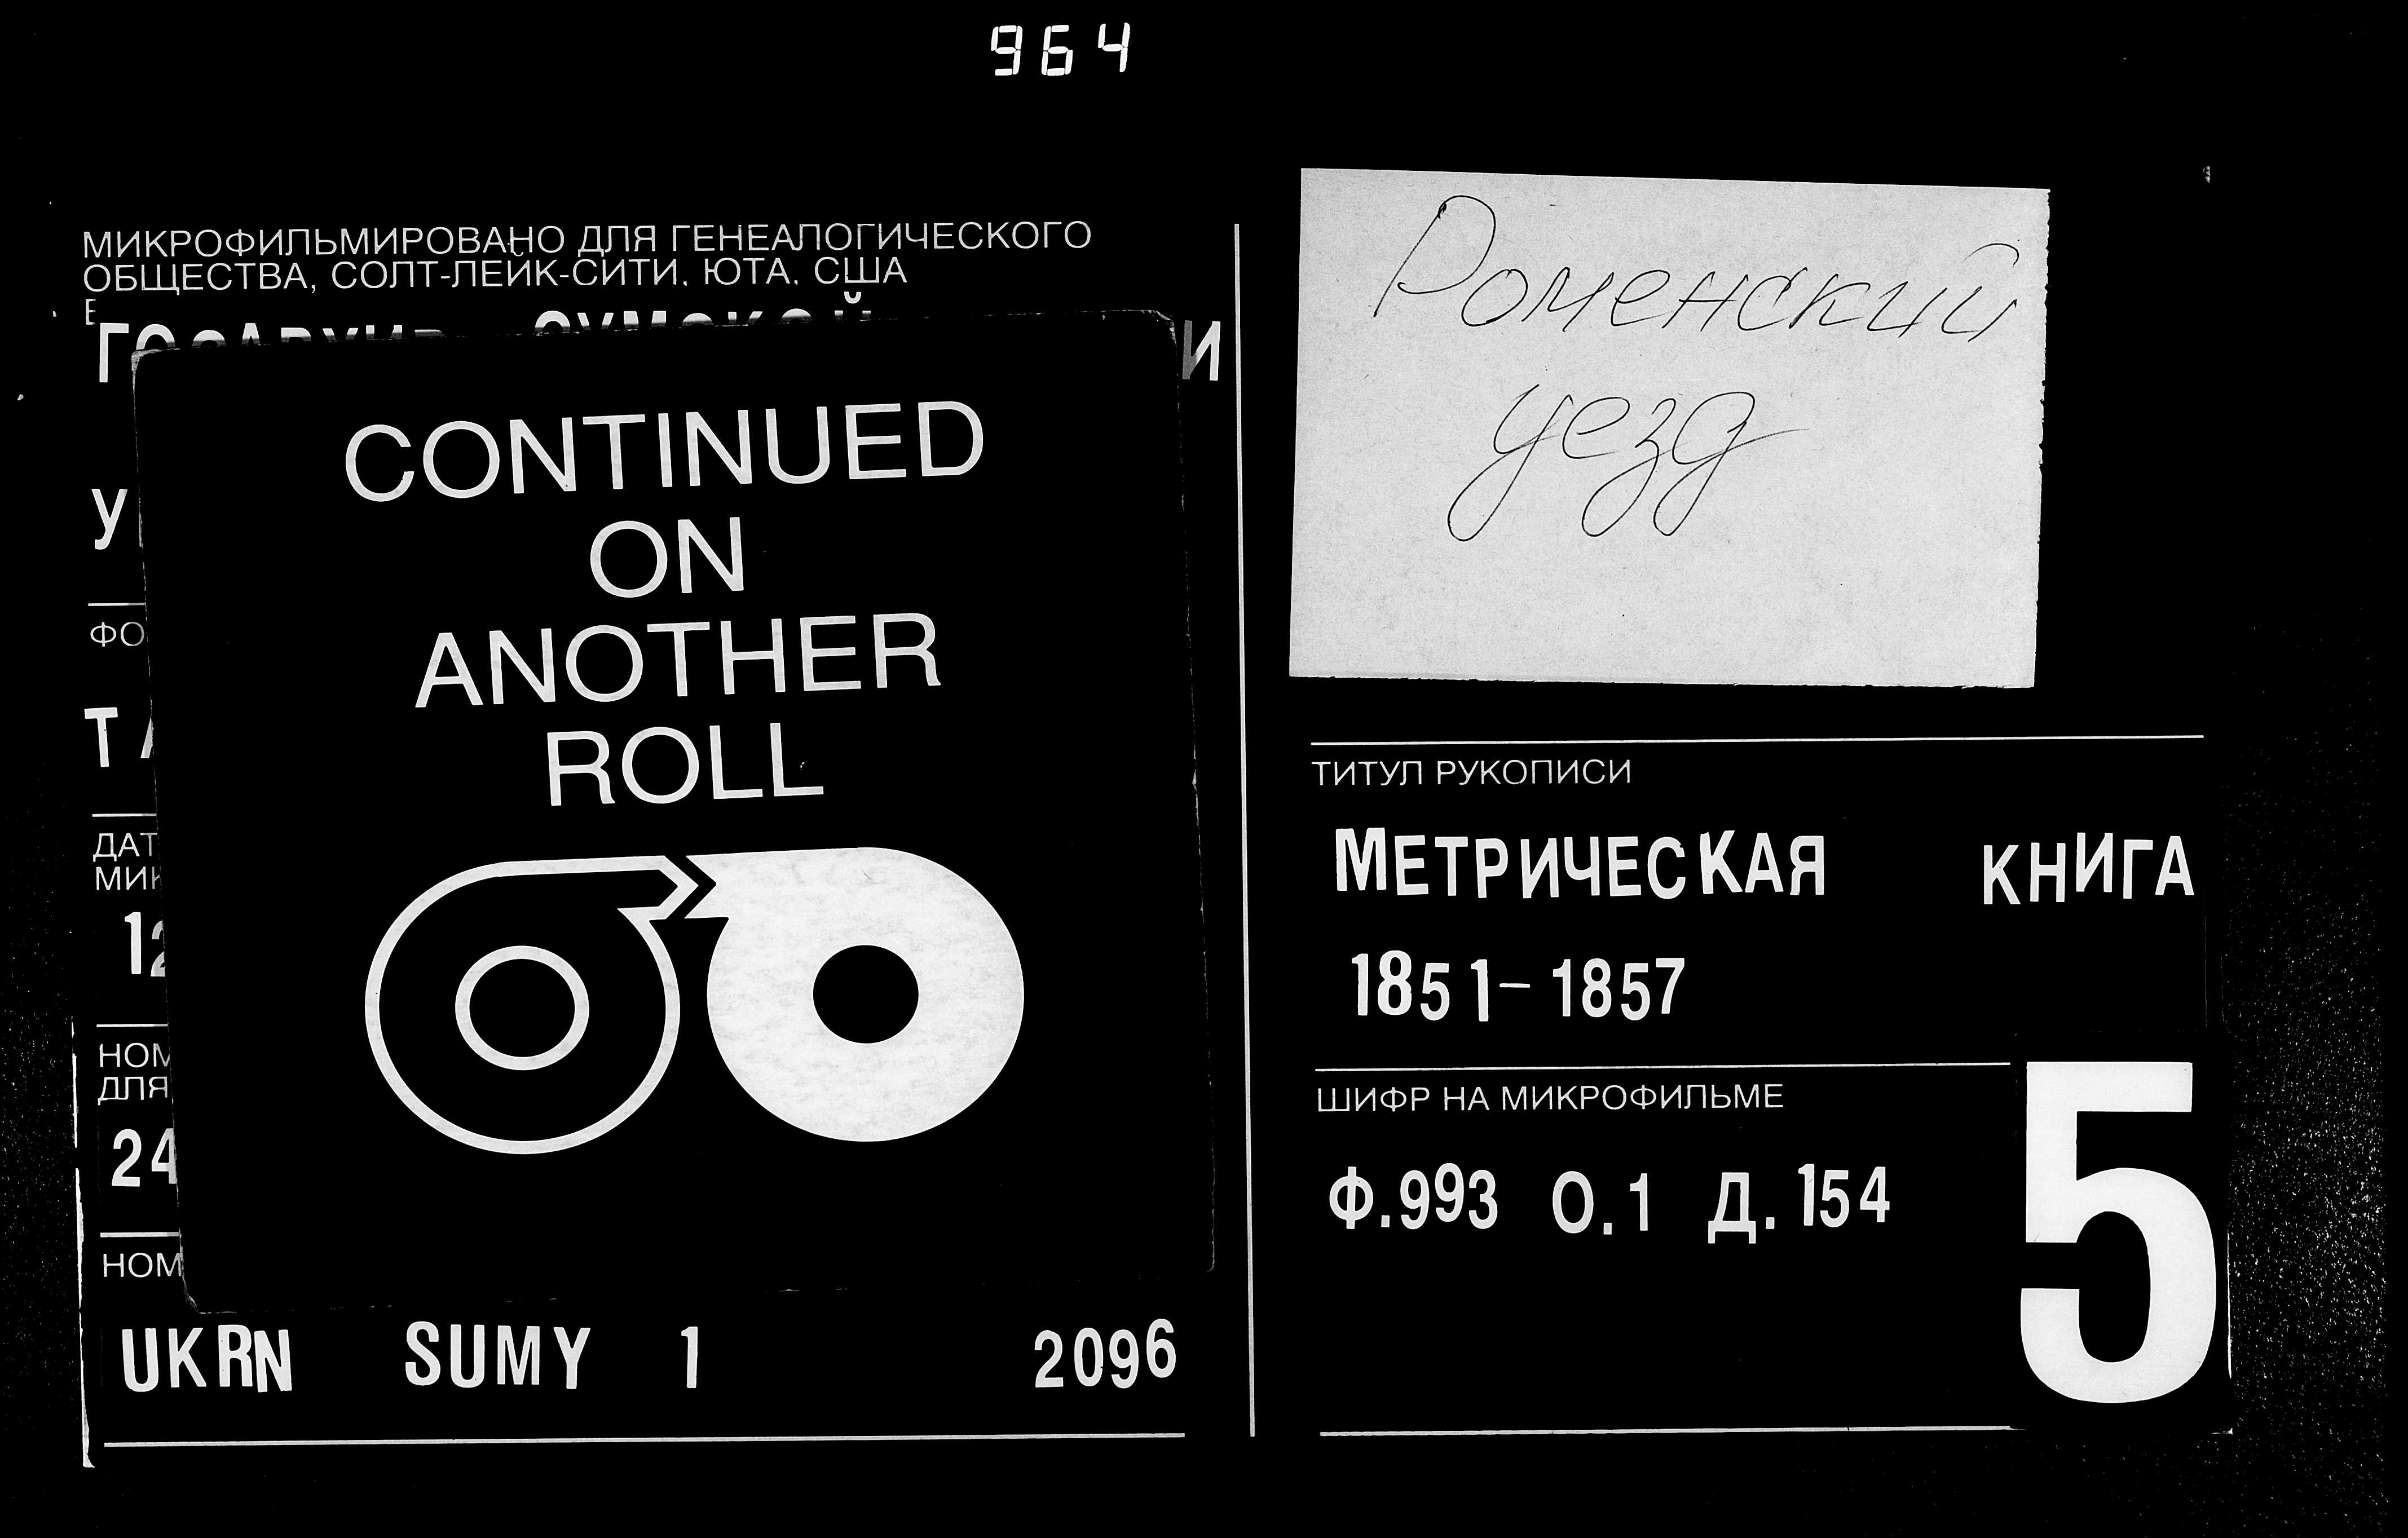 964
МИКРОФИЛЬМИРОВАНО ДЛЯ ГЕНЕАЛОГИЧЕСКОГО
ОБЩЕСТВА, СОЛТ-ЛЕЙК-СИТИ, ЮТА, США
CONTINUED
ON
ANOTHER
ROLL
UKRN SUMY 1 2096
Роменский
уезд
ТИТУЛ РУКОПИСИ
МЕТРИЧЕСКАЯ КНИГА
1851-1857
ШИФР НА МИКРОФИЛЬМЕ
Ф.993 О.1 Д.154
5